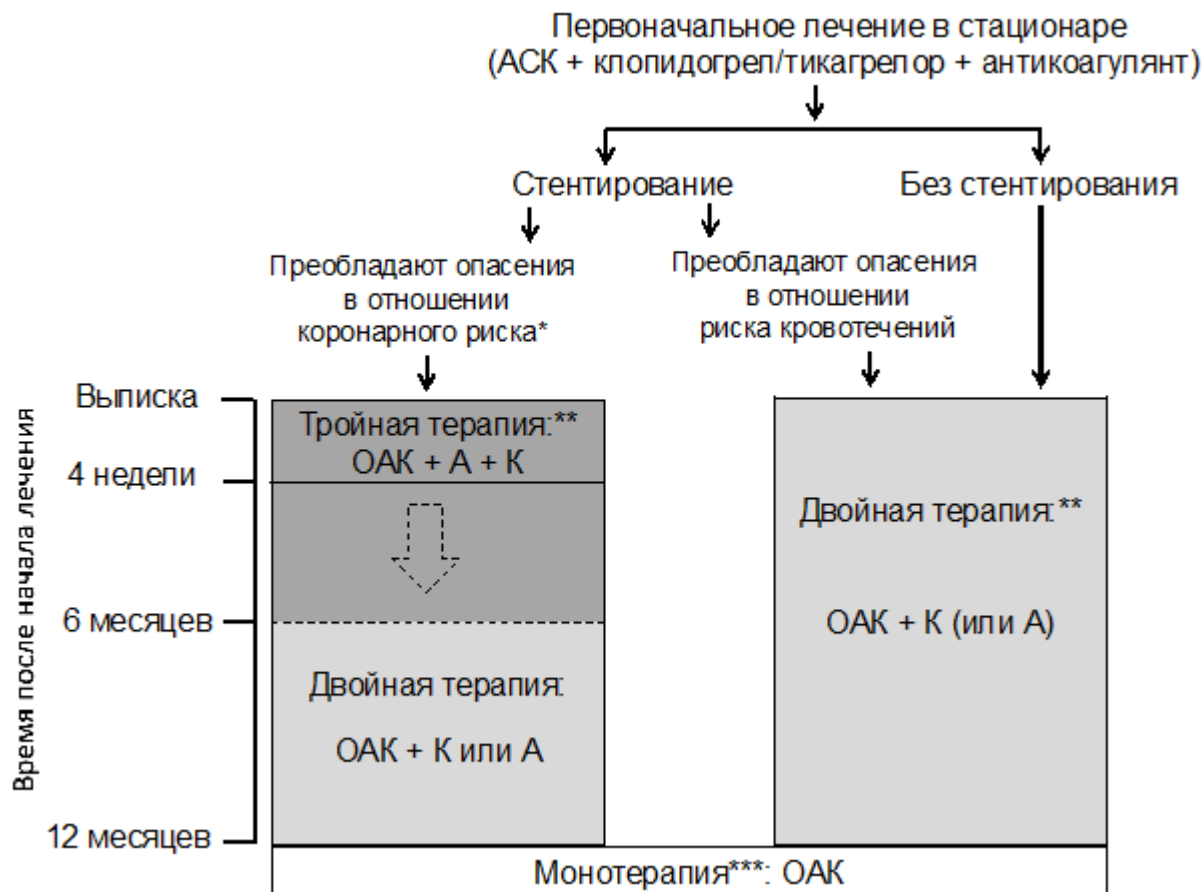 Первоначальное лечение в стационаре
(АСК + клопидогрел/тикагрелор + антикоагулянт)
Стентирование
Без стентирования
Преобладают опасения
в отношении
коронарного риска*
Преобладают опасения
в отношении
риска кровотечений
Время после начала лечения
Выписка
4 недели
6 месяцев
12 месяцев
Тройная терапия:**
ОАК + А + К
Двойная терапия:
ОАК + К или А
Двойная терапия:**
ОАК + К (или А)
Монотерапия***: ОАК